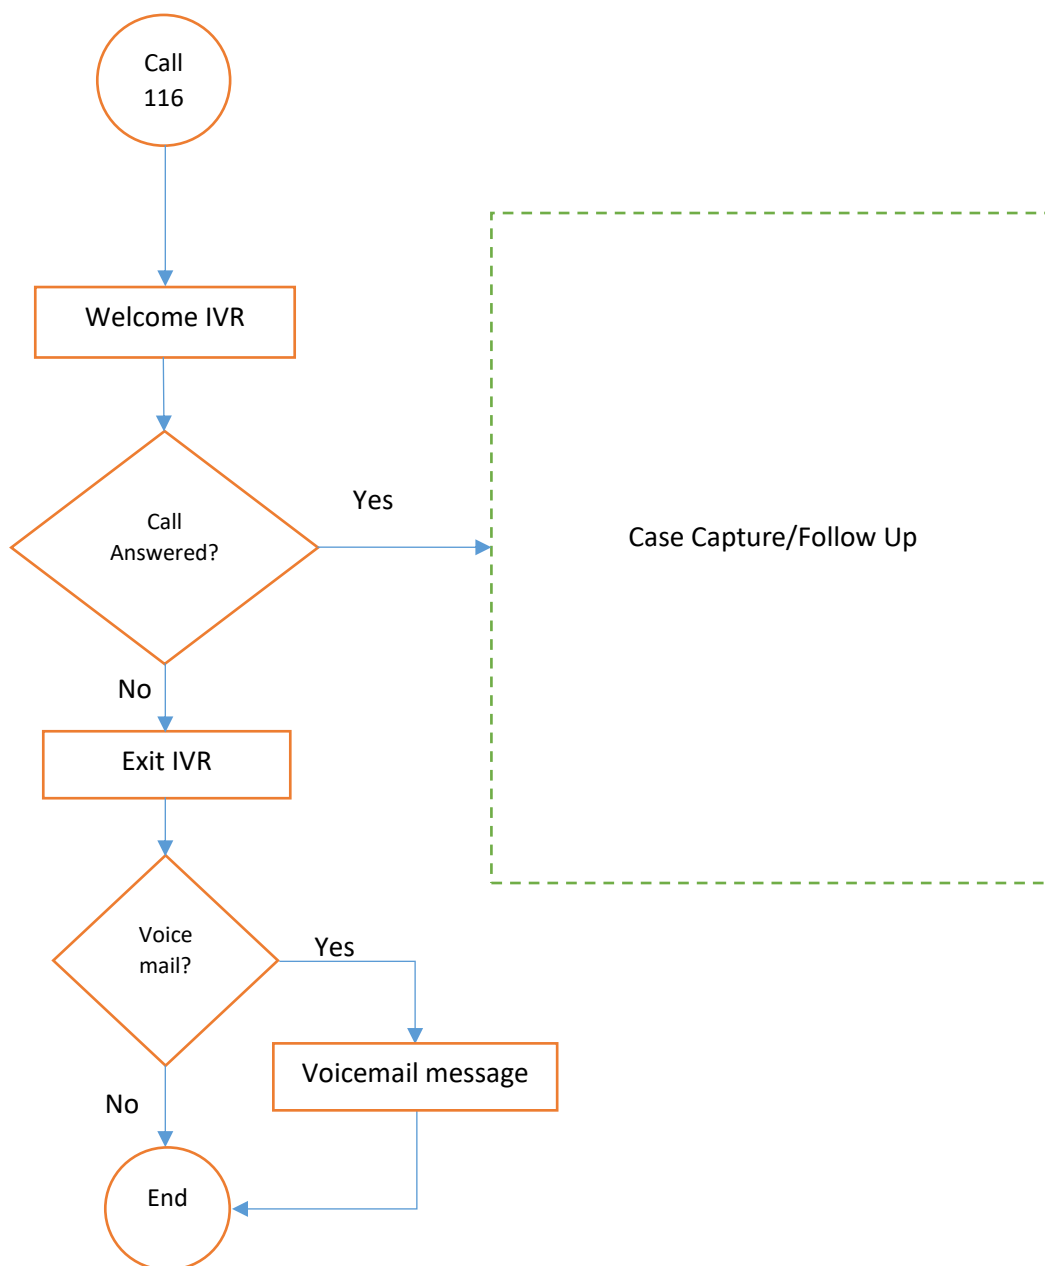 Call
116
Welcome IVR
Call
Answered?
Yes
Case Capture/Follow Up
No
Exit IVR
Voice
mail?
Yes
Voicemail message
No
End